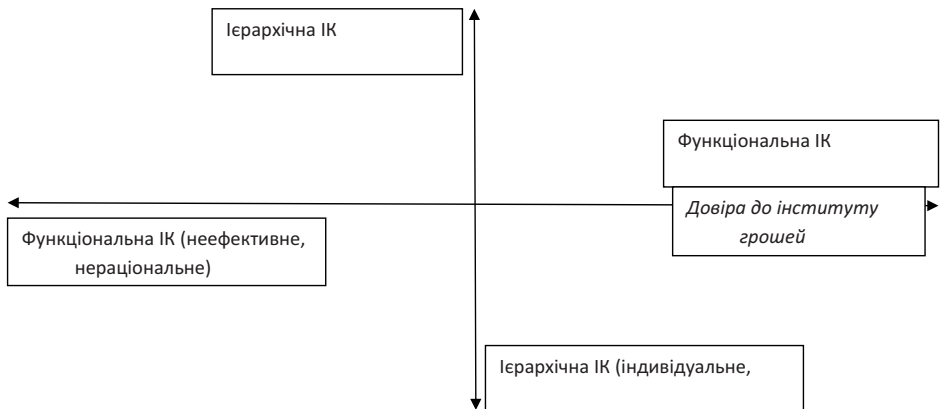 Ієрархічна ІК
Функціональна ІК
Довіра до інституту
грошей
Функціональна ІК (неефективне,
нераціональне)
Ієрархічна ІК (індивідуальне,